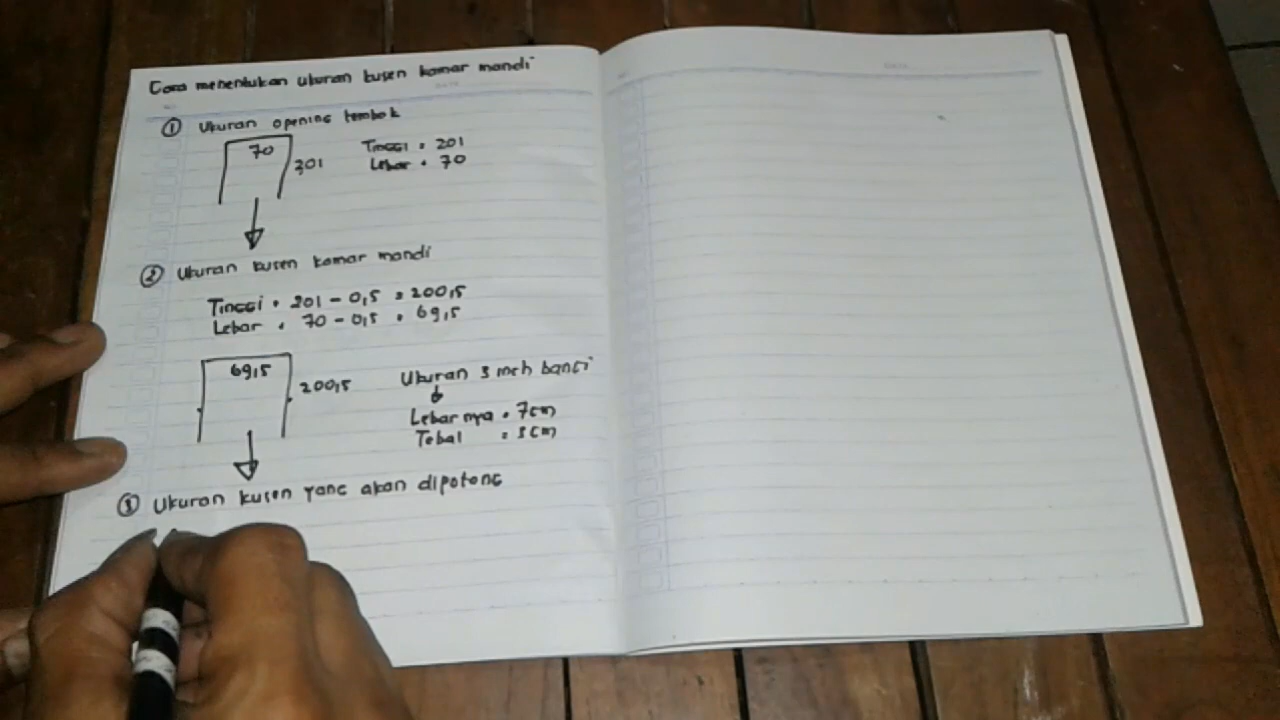 Cara menentukan ukuran kusen kamar mandi
① Ukuran opening tembok
70
201
Tinggi = 201
Lebar = 70
② Ukuran kusen kamar mandi
Tinggi = 201 - 0,5 = 200,5
Lebar = 70 - 0,5 = 69,5
69,5
200,5
Ukuran 3 inch banci
Lebar nya = 7cm
Tebal = 5cm
③ Ukuran kusen yang akan dipotong